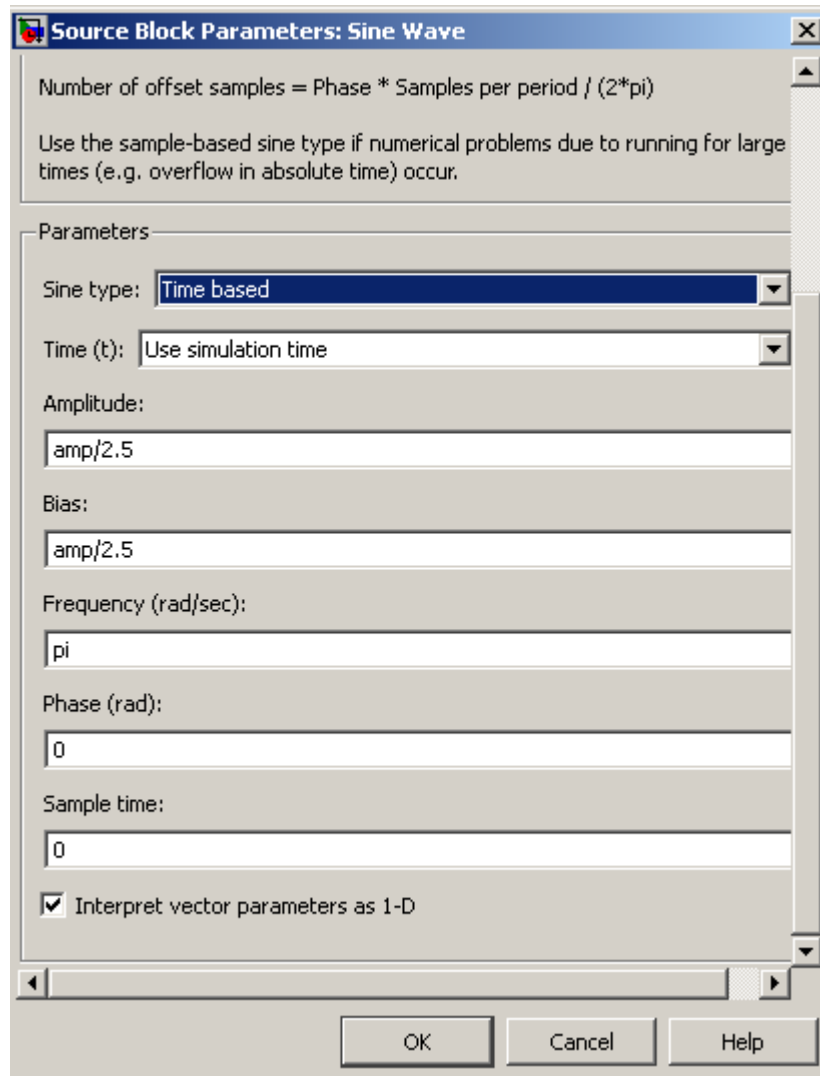 Source Block Parameters: Sine Wave
Number of offset samples = Phase * Samples per period / (2*pi)
Use the sample-based sine type if numerical problems due to running for large
times (e.g. overflow in absolute time) occur.
Parameters
Sine type: Time based
Time (t): Use simulation time
Amplitude:
amp/2.5
Bias:
amp/2.5
Frequency (rad/sec):
pi
Phase (rad):
0
Sample time:
0
Interpret vector parameters as 1-D
OK Cancel Help